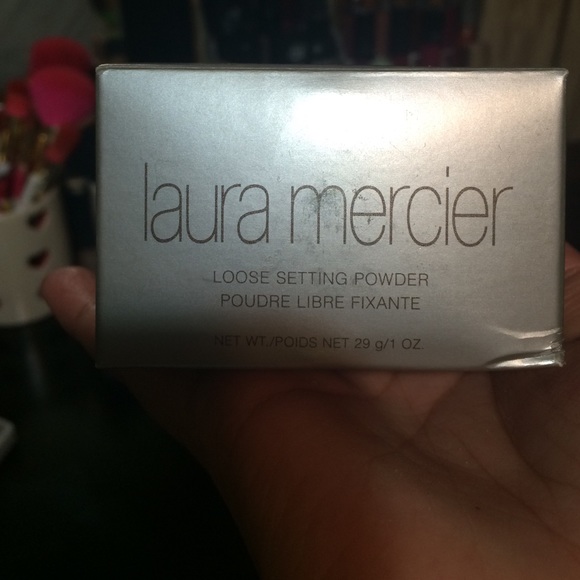 laura mercier
LOOSE SETTING POWDER
POUDRE LIBRE FIXANTE
NET WT./POIDS NET 29 g/1 OZ.